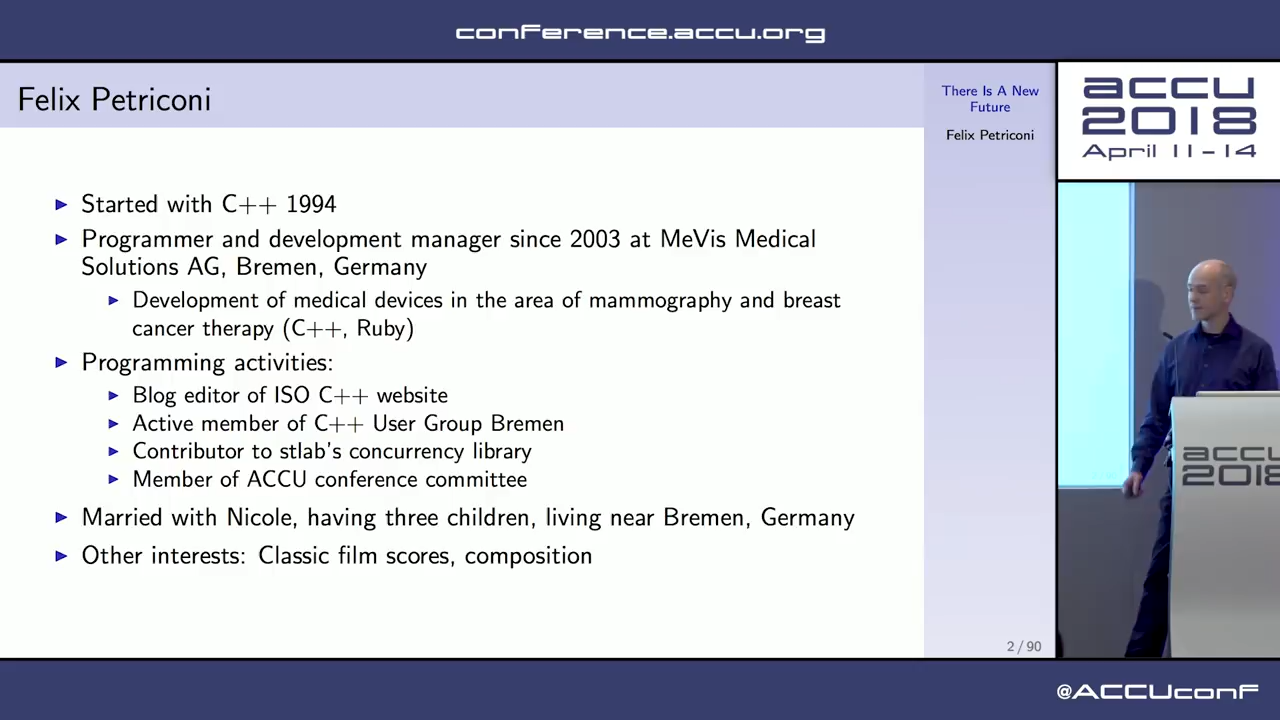 conference.accu.org
Felix Petriconi
Started with C++ 1994
Programmer and development manager since 2003 at MeVis Medical
Solutions AG, Bremen, Germany
Development of medical devices in the area of mammography and breast
cancer therapy (C++, Ruby)
Programming activities:
Blog editor of ISO C++ website
Active member of C++ User Group Bremen
Contributor to stlab's concurrency library
Member of ACCU conference committee
Married with Nicole, having three children, living near Bremen, Germany
Other interests: Classic film scores, composition
There Is A New
Future
Felix Petriconi
2 / 90
accu
2018
April 11-14
accu
2018
@ACCUconf